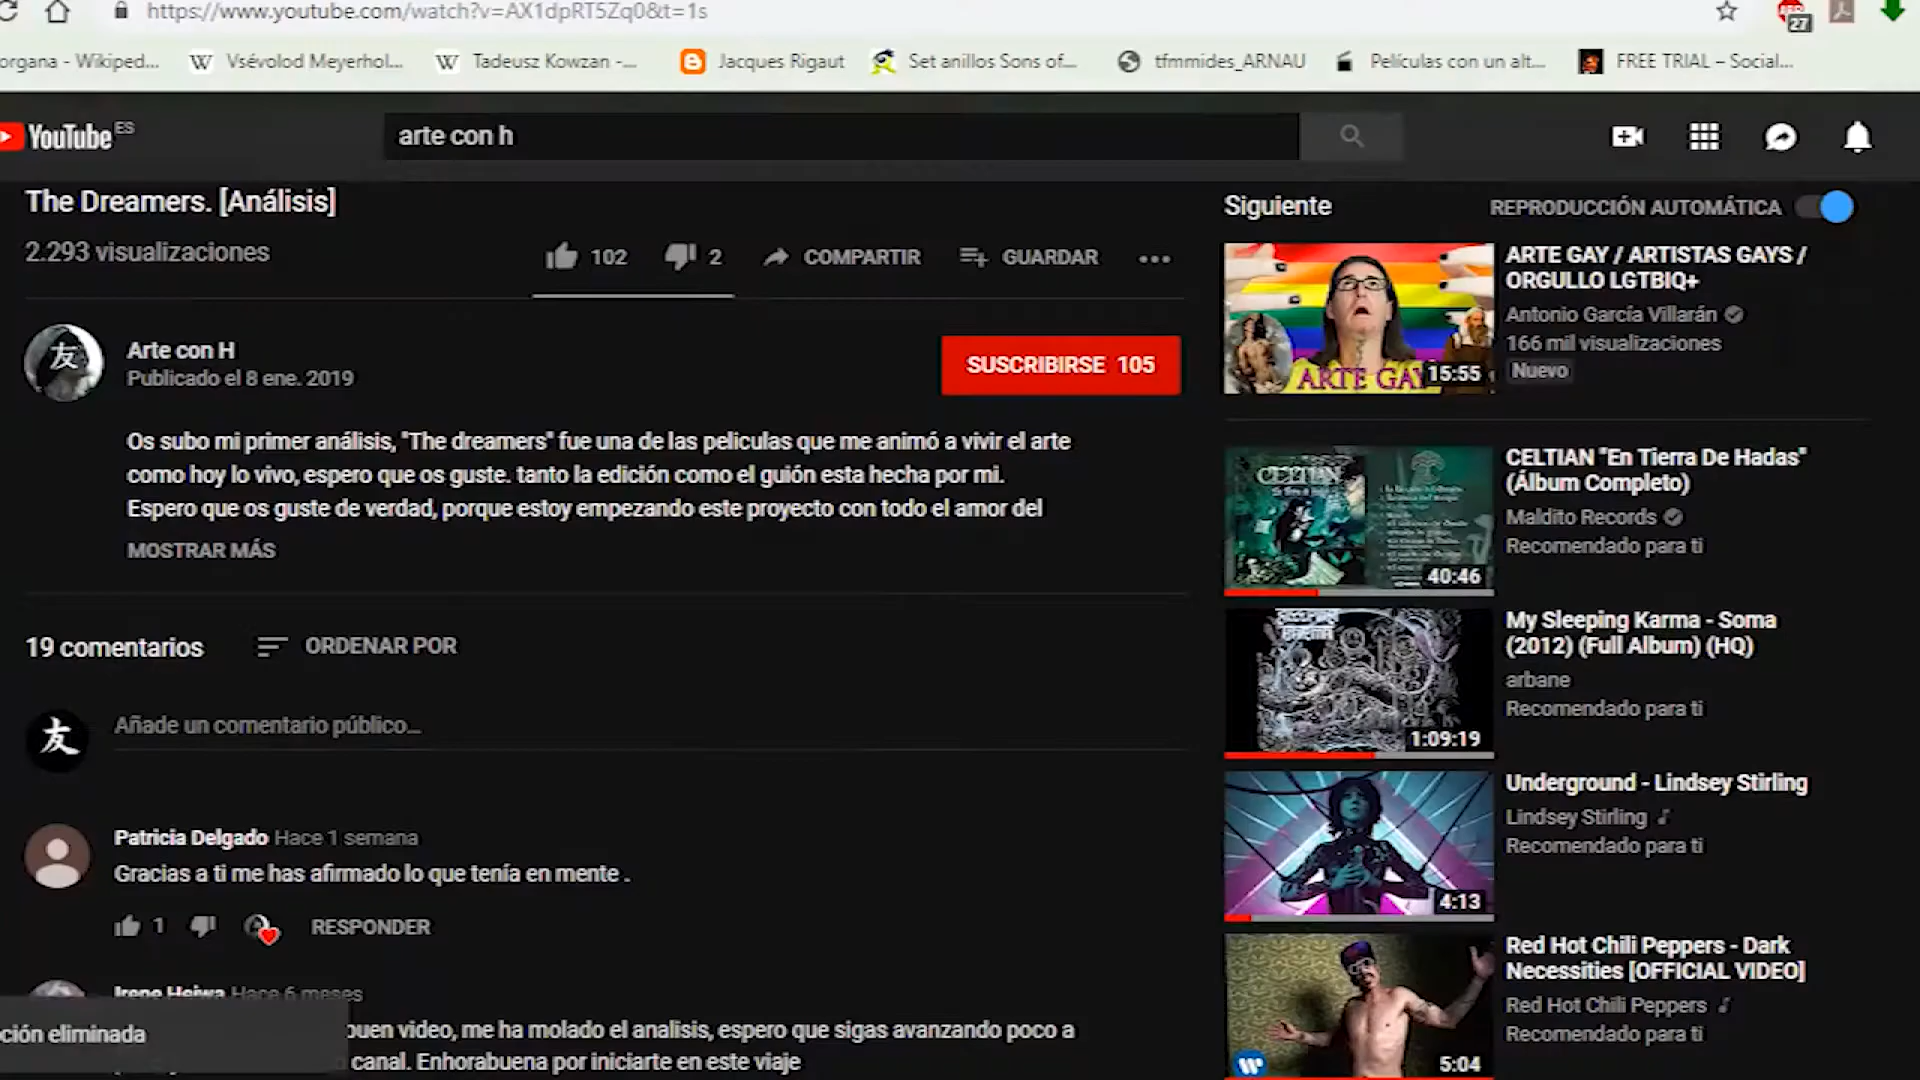 https://www.youtube.com/watch?v=AX1dpRT5Zq0&t=1s
27
organa - Wikiped...
Vsévolod Meyerhol...
Tadeusz Kowzan -...
Jacques Rigaut
Set anillos Sons of...
tfmmides_ARNAU
Películas con un alt...
FREE TRIAL – Social...
YouTube ES
arte con h
The Dreamers. [Análisis]
2.293 visualizaciones
102
2
COMPARTIR
GUARDAR
Arte con H
Publicado el 8 ene. 2019
SUSCRIBIRSE 105
Os subo mi primer análisis, "The dreamers" fue una de las peliculas que me animó a vivir el arte
como hoy lo vivo, espero que os guste. tanto la edición como el guión esta hecha por mi.
Espero que os guste de verdad, porque estoy empezando este proyecto con todo el amor del
MOSTRAR MÁS
19 comentarios
ORDENAR POR
友
Añade un comentario público...
Patricia Delgado Hace 1 semana
Gracias a ti me has afirmado lo que tenía en mente .
1
RESPONDER
Irene Heiwa Hace 6 meses
buen video, me ha molado el analisis, espero que sigas avanzando poco a
canal. Enhorabuena por iniciarte en este viaje
ción eliminada
Siguiente
REPRODUCCIÓN AUTOMÁTICA
ARTE GAY
15:55
ARTE GAY / ARTISTAS GAYS /
ORGULLO LGTBIQ+
Antonio García Villarán
166 mil visualizaciones
Nuevo
CELTIAN
40:46
CELTIAN "En Tierra De Hadas"
(Álbum Completo)
Maldito Records
Recomendado para ti
1:09:19
My Sleeping Karma - Soma
(2012) (Full Album) (HQ)
arbane
Recomendado para ti
4:13
Underground - Lindsey Stirling
Lindsey Stirling
Recomendado para ti
5:04
Red Hot Chili Peppers - Dark
Necessities [OFFICIAL VIDEO]
Red Hot Chili Peppers
Recomendado para ti